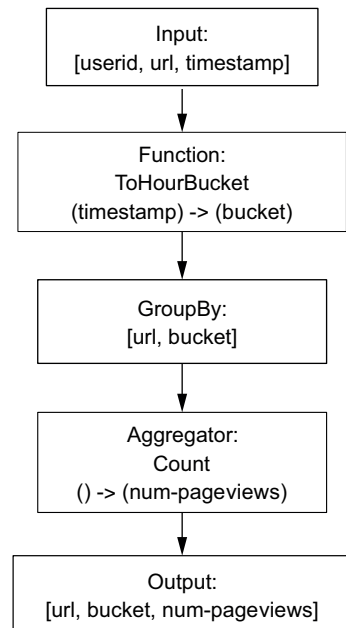 Input:
[userid, url, timestamp]
Function:
ToHourBucket
(timestamp) -> (bucket)
GroupBy:
[url, bucket]
Aggregator:
Count
() -> (num-pageviews)
Output:
[url, bucket, num-pageviews]